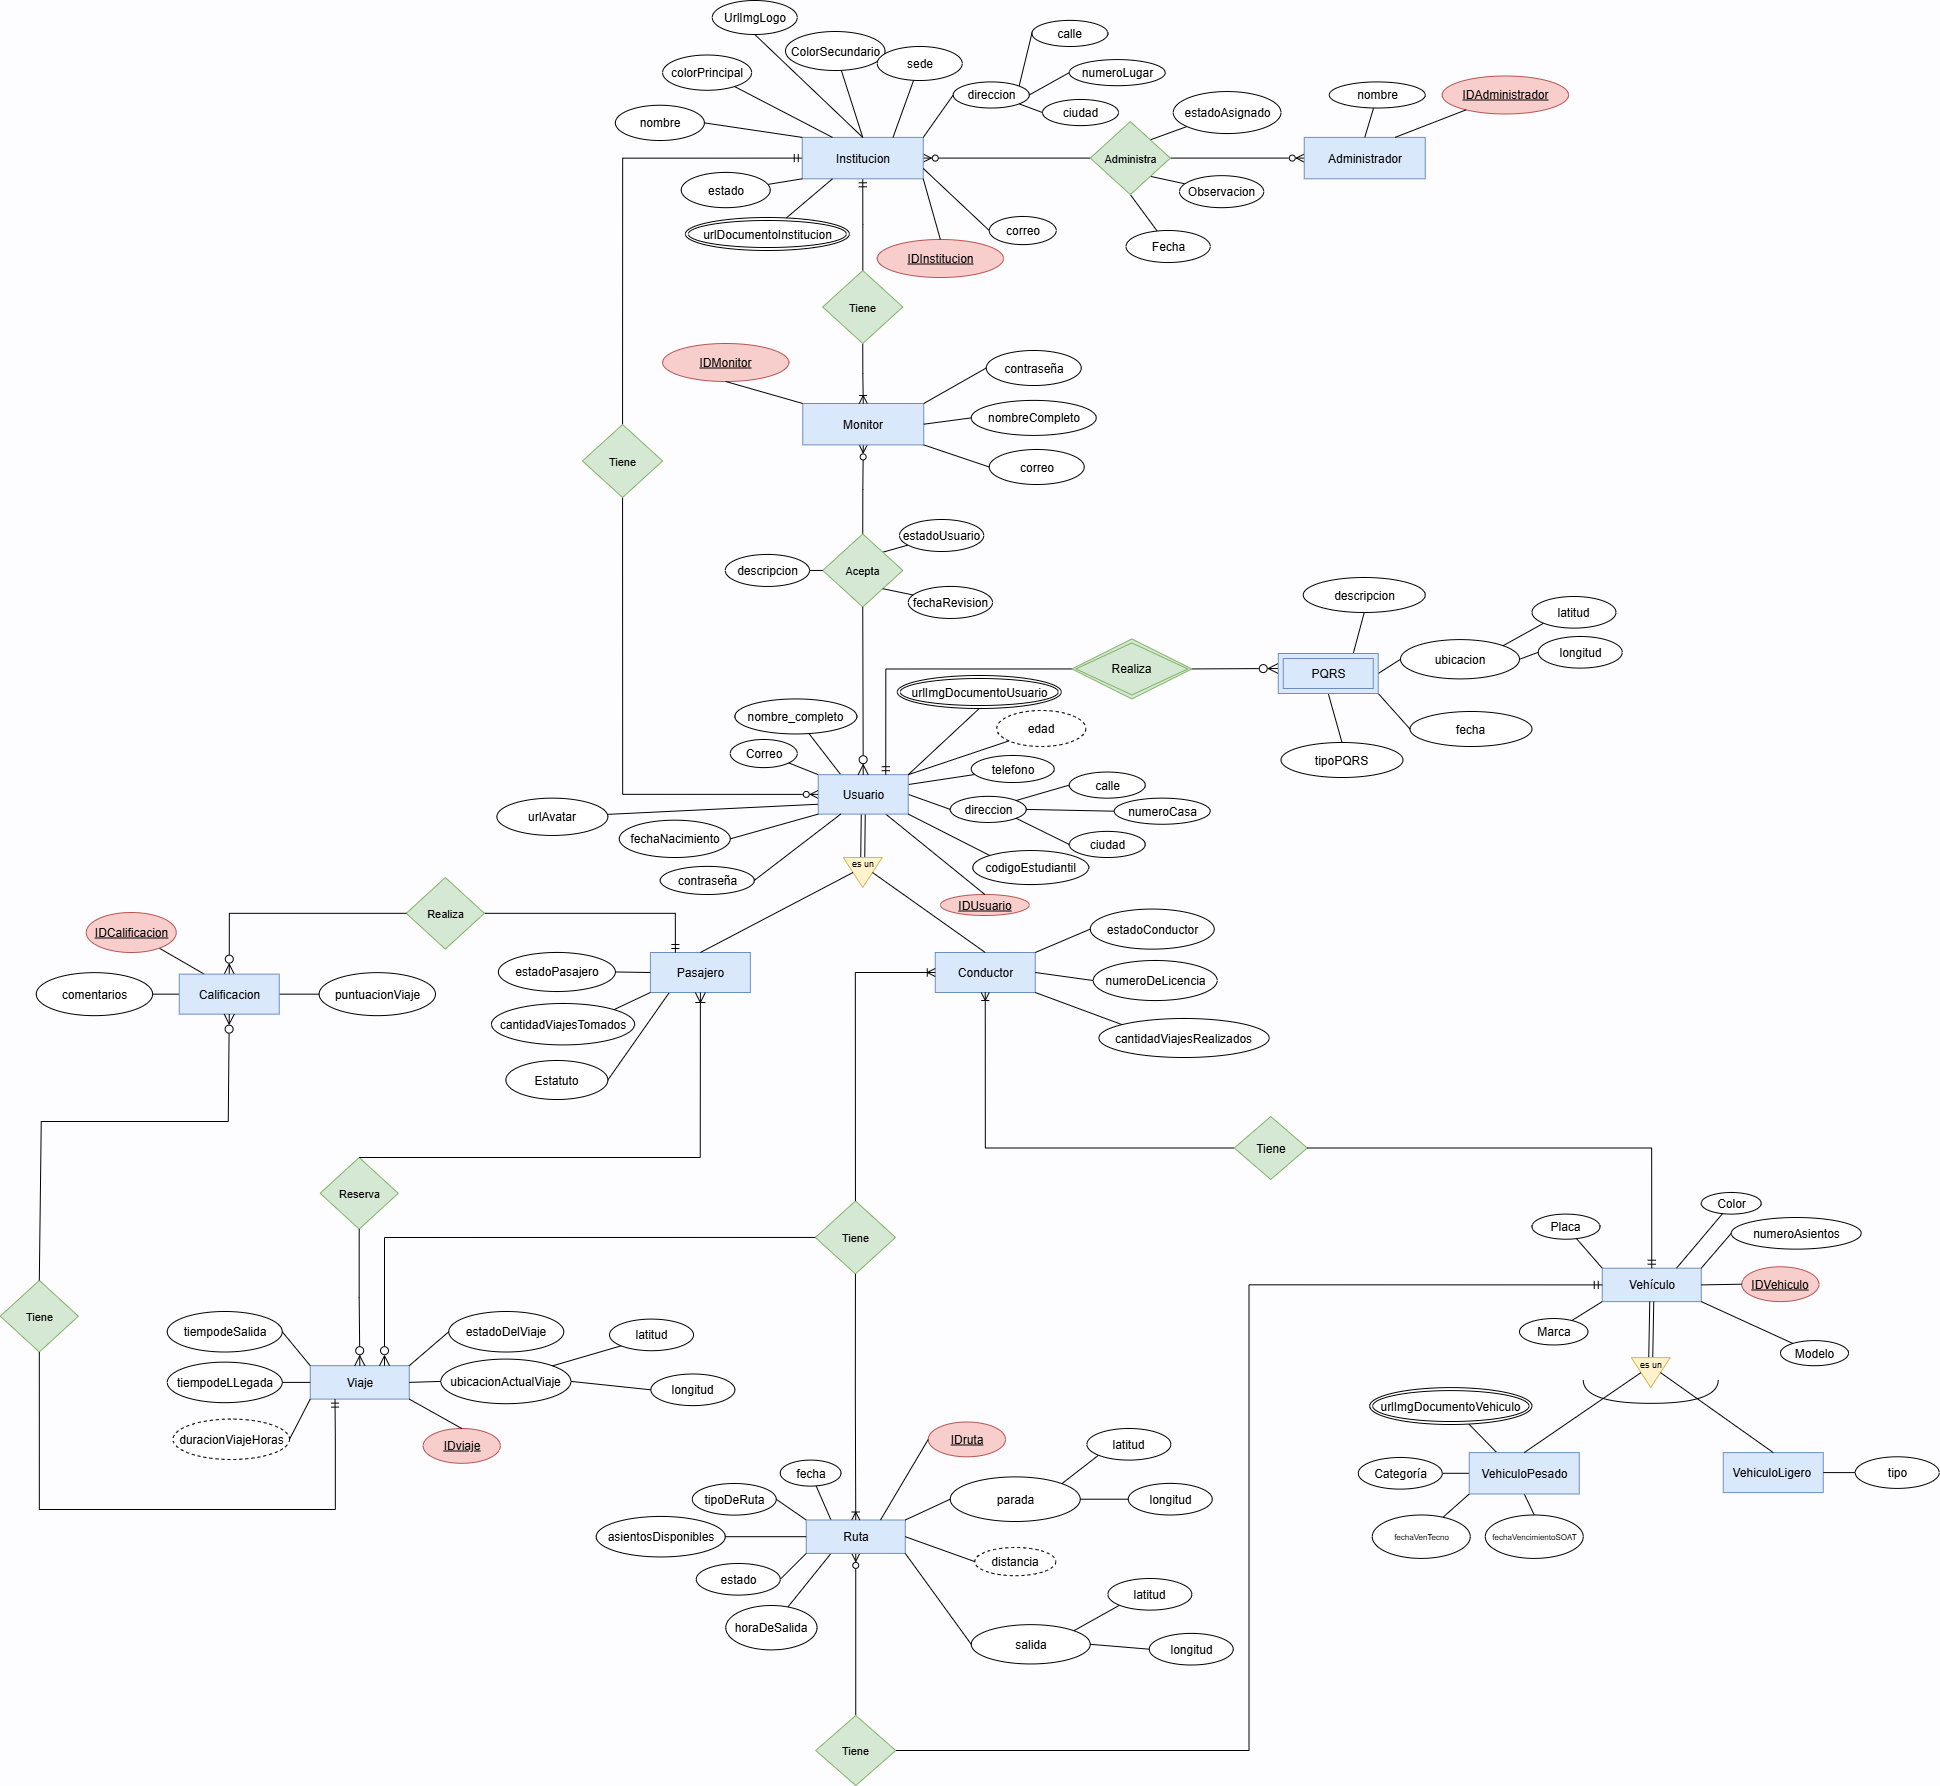 UrlImgLogo
calle
ColorSecundario
sede
colorPrincipal
numeroLugar
direccion
nombre
IDAdministrador
estadoAsignado
ciudad
nombre
Institucion
Administra
Administrador
estado
Observacion
urlDocumentoInstitucion
correo
Fecha
IDInstitucion
Tiene
IDMonitor
contraseña
nombreCompleto
Monitor
Tiene
correo
estadoUsuario
descripcion
Acepta
fechaRevision
descripcion
latitud
Realiza
PQRS
ubicacion
longitud
urlImgDocumentoUsuario
nombre_completo
edad
fecha
Correo
tipoPQRS
telefono
calle
Usuario
direccion
numeroCasa
urlAvatar
fechaNacimiento
ciudad
es un
codigoEstudiantil
contraseña
IDUsuario
Realiza
IDCalificacion
estadoConductor
estadoPasajero
Pasajero
Conductor
numeroDeLicencia
comentarios
Calificacion
puntuacionViaje
cantidadViajesTomados
cantidadViajesRealizados
Estatuto
Tiene
Reserva
Color
Placa
numeroAsientos
Tiene
Vehículo
IDVehiculo
Tiene
tiempodeSalida
estadoDelViaje
latitud
Marca
Modelo
es un
tiempodeLLegada
Viaje
ubicacionActualViaje
longitud
urlImgDocumentoVehiculo
duracionViajeHoras
IDviaje
IDruta
latitud
fecha
Categoría
VehiculoPesado
VehiculoLigero
tipo
tipoDeRuta
parada
longitud
asientosDisponibles
Ruta
fechaVenTecno
fechaVencimientoSOAT
distancia
estado
latitud
horaDeSalida
salida
longitud
Tiene